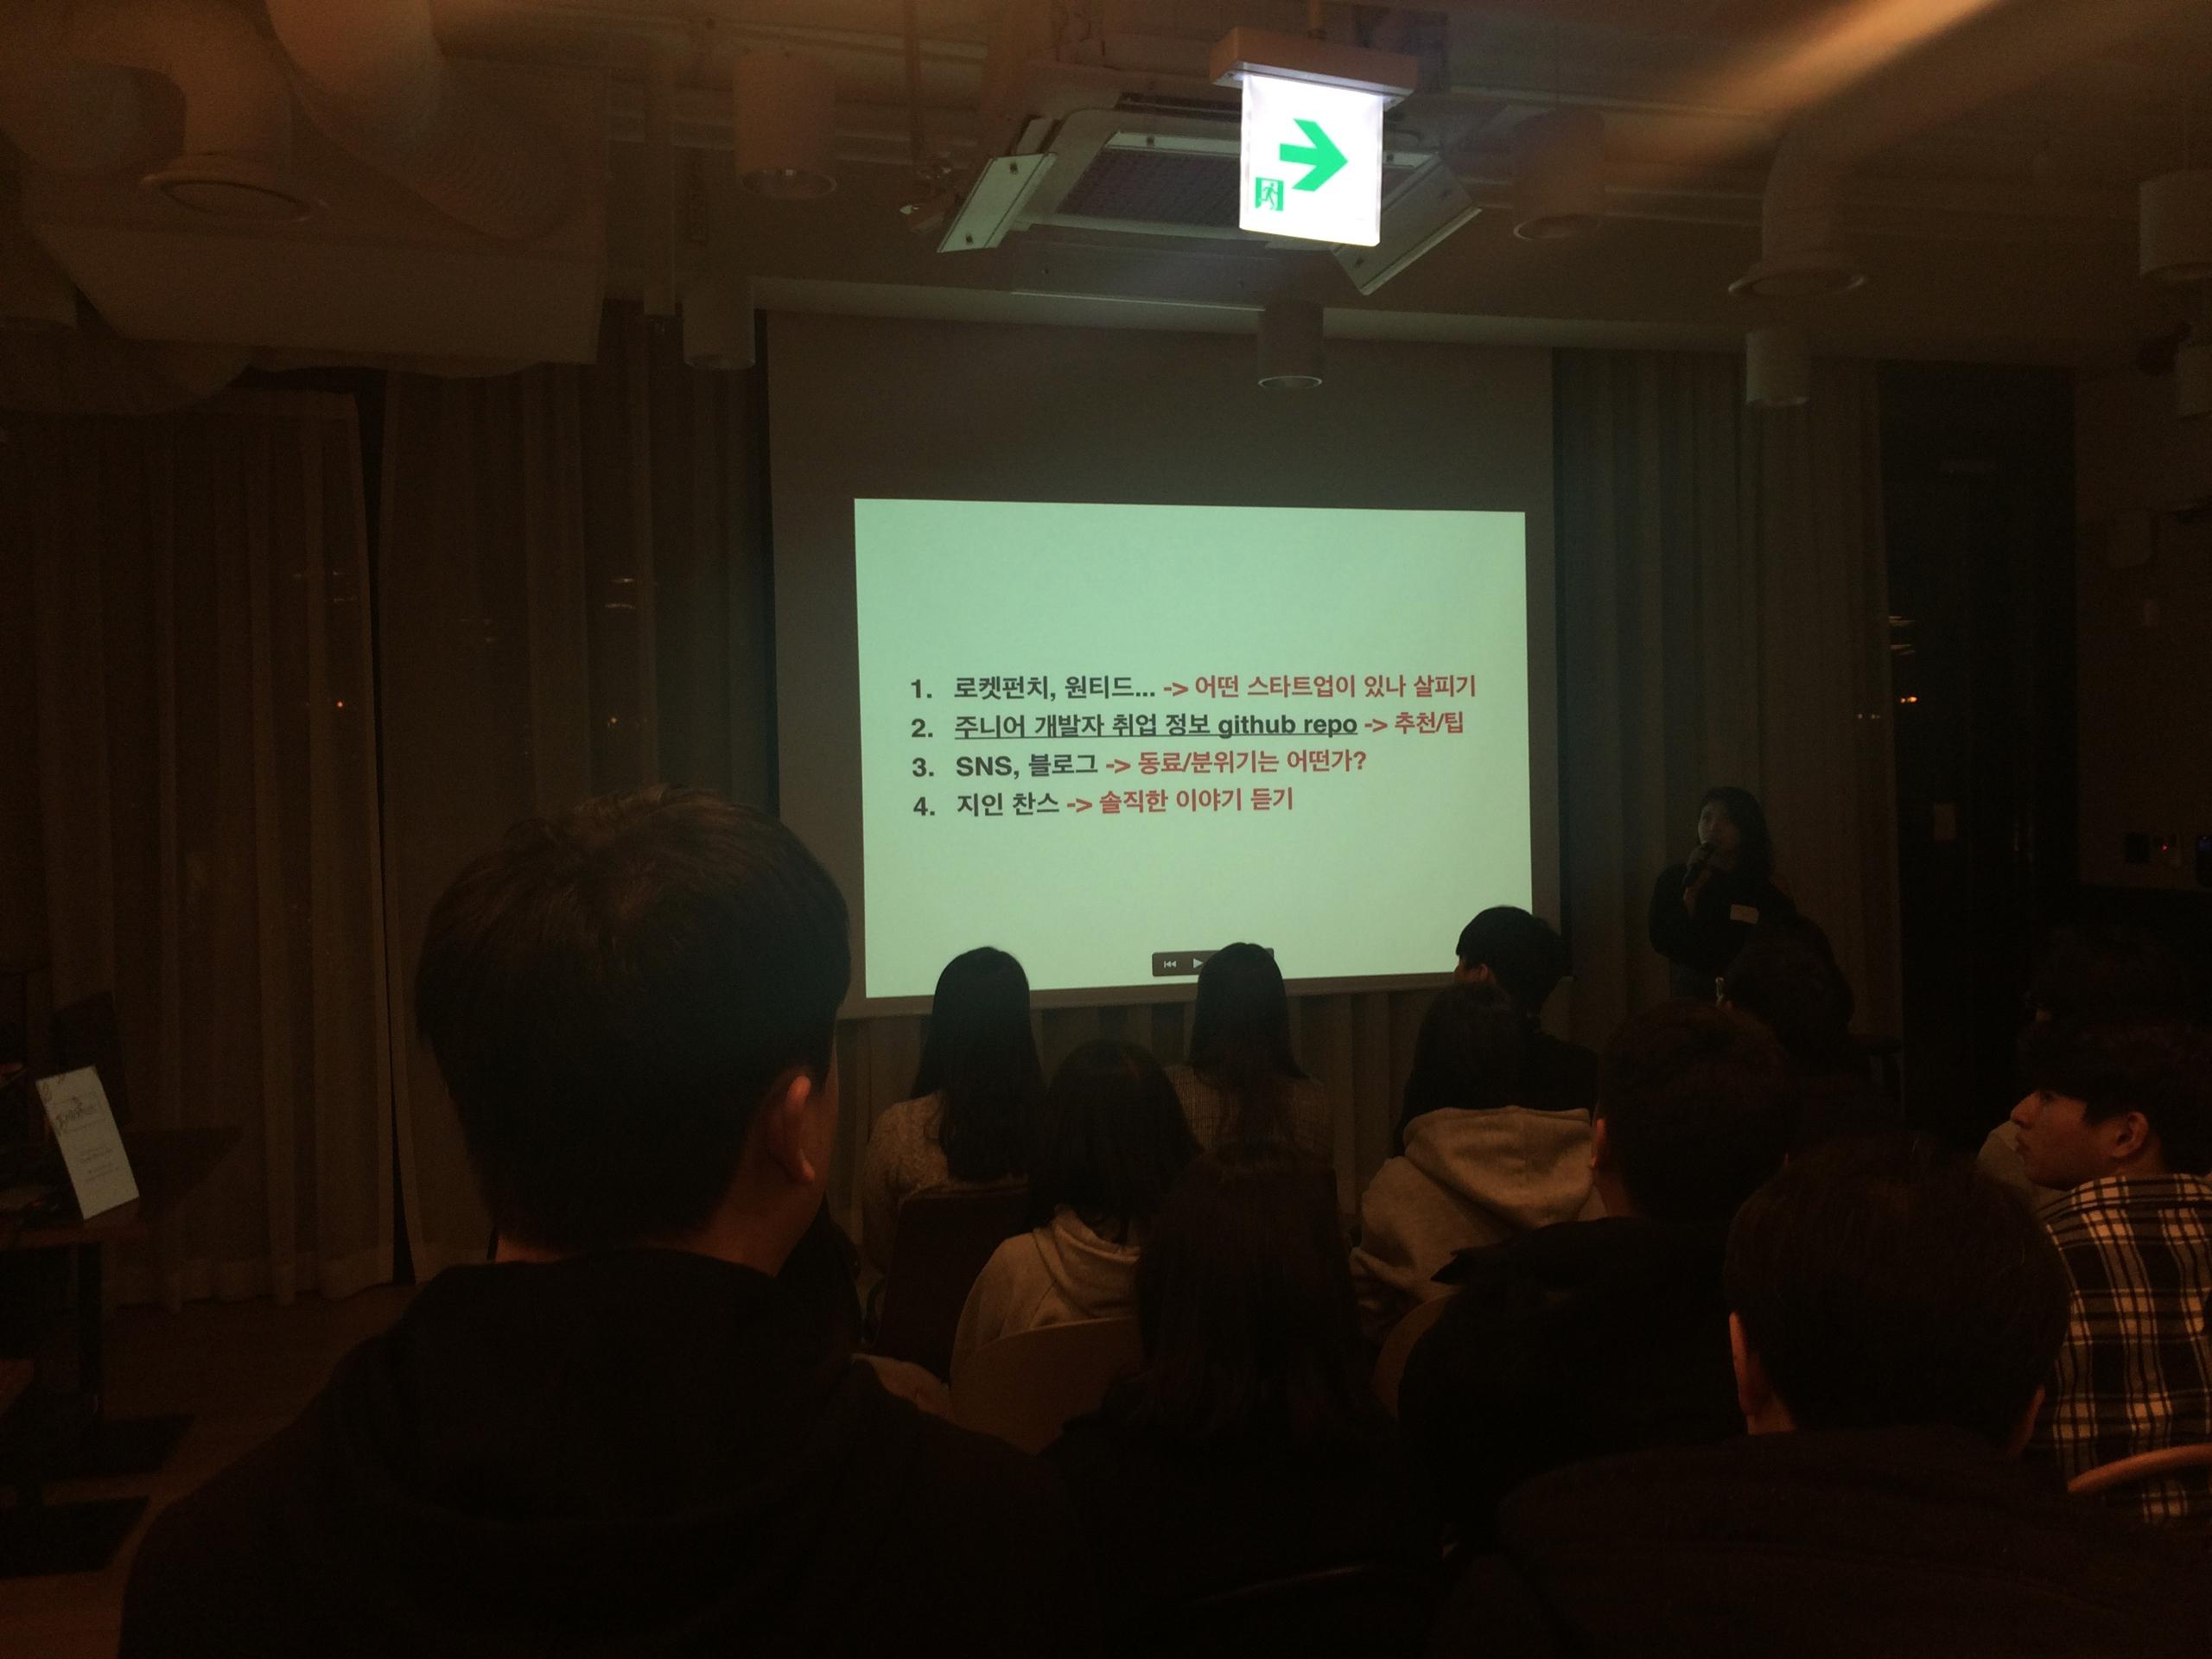 1. 로켓펀치, 원티드... -> 어떤 스타트업이 있나 살피기
2. 주니어 개발자 취업 정보 github repo -> 추천/팁
3. SNS, 블로그 -> 동료/분위기는 어떤가?
4. 지인 찬스 -> 솔직한 이야기 듣기